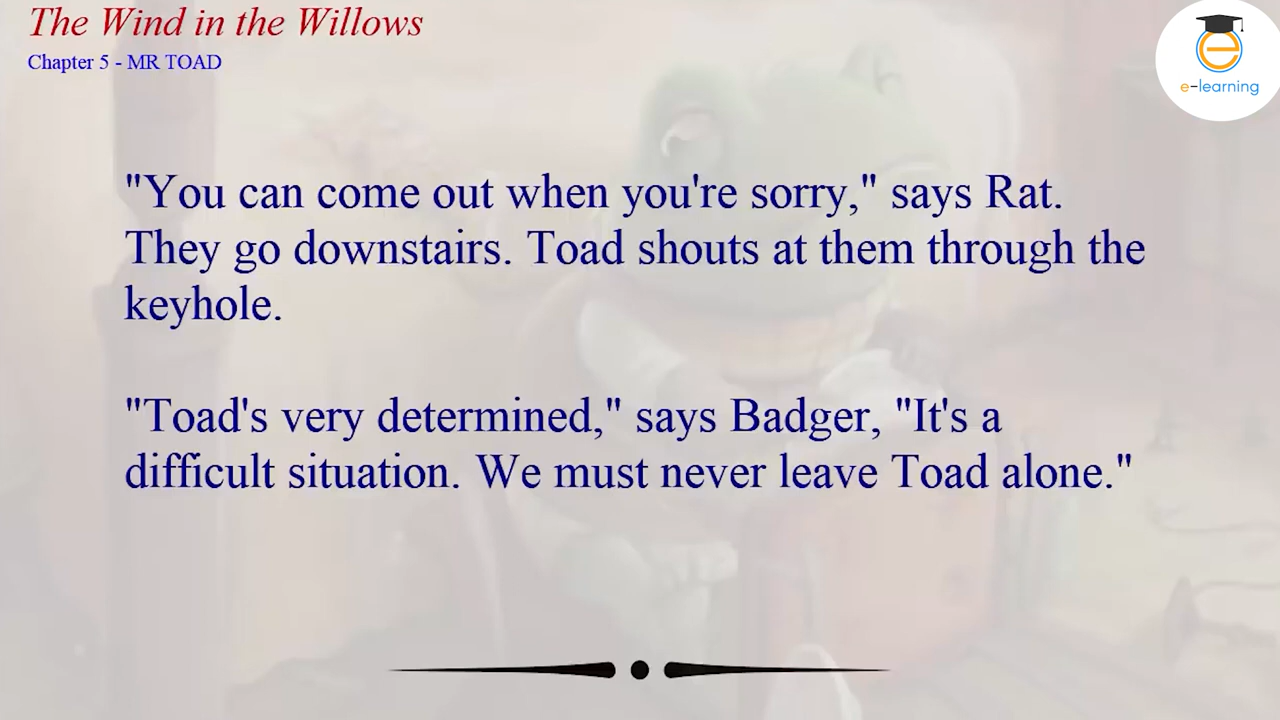 The Wind in the Willows
Chapter 5 - MR TOAD
e
e-learning
"You can come out when you're sorry," says Rat.
They go downstairs. Toad shouts at them through the
keyhole.
"Toad's very determined," says Badger, "It's a
difficult situation. We must never leave Toad alone."